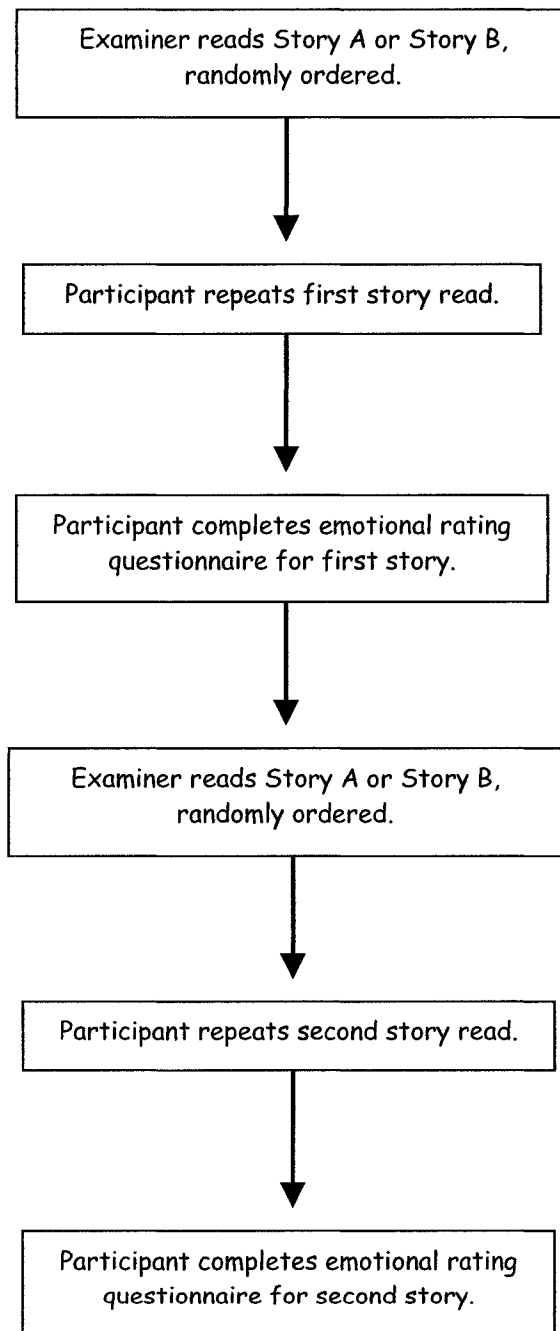 Examiner reads Story A or Story B,
randomly ordered.
Participant repeats first story read.
Participant completes emotional rating
questionnaire for first story.
Examiner reads Story A or Story B,
randomly ordered.
Participant repeats second story read.
Participant completes emotional rating
questionnaire for second story.